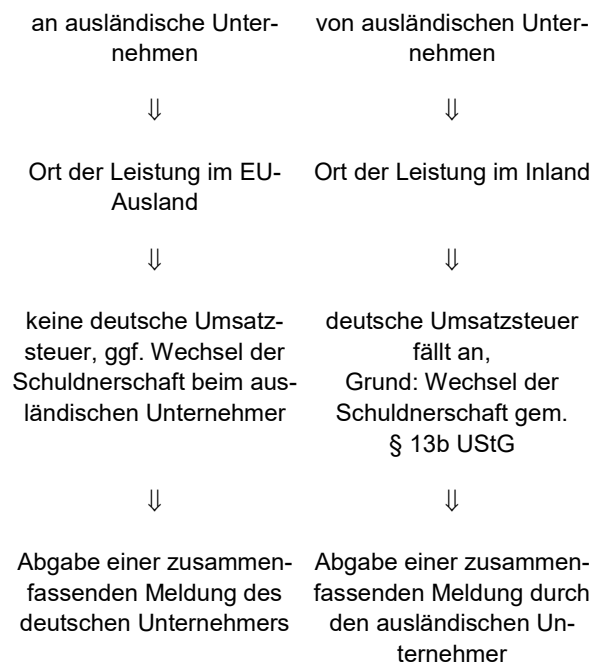 an ausländische Unter-
nehmen
⇓
Ort der Leistung im EU-
Ausland
⇓
keine deutsche Umsatz-
steuer, ggf. Wechsel der
Schuldnerschaft beim aus-
ländischen Unternehmer
⇓
Abgabe einer zusammen-
fassenden Meldung des
deutschen Unternehmers
von ausländischen Unter-
nehmen
⇓
Ort der Leistung im Inland
⇓
deutsche Umsatzsteuer
fällt an,
Grund: Wechsel der
Schuldnerschaft gem.
§ 13b UStG
⇓
Abgabe einer zusammen-
fassenden Meldung durch
den ausländischen Un-
ternehmer